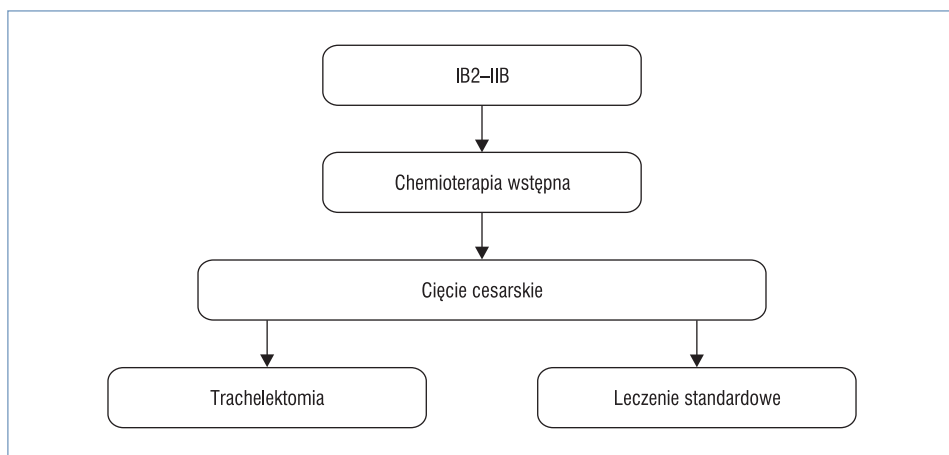 IB2–IIB
Chemioterapia wstępna
Cięcie cesarskie
Trachelektomia
Leczenie standardowe